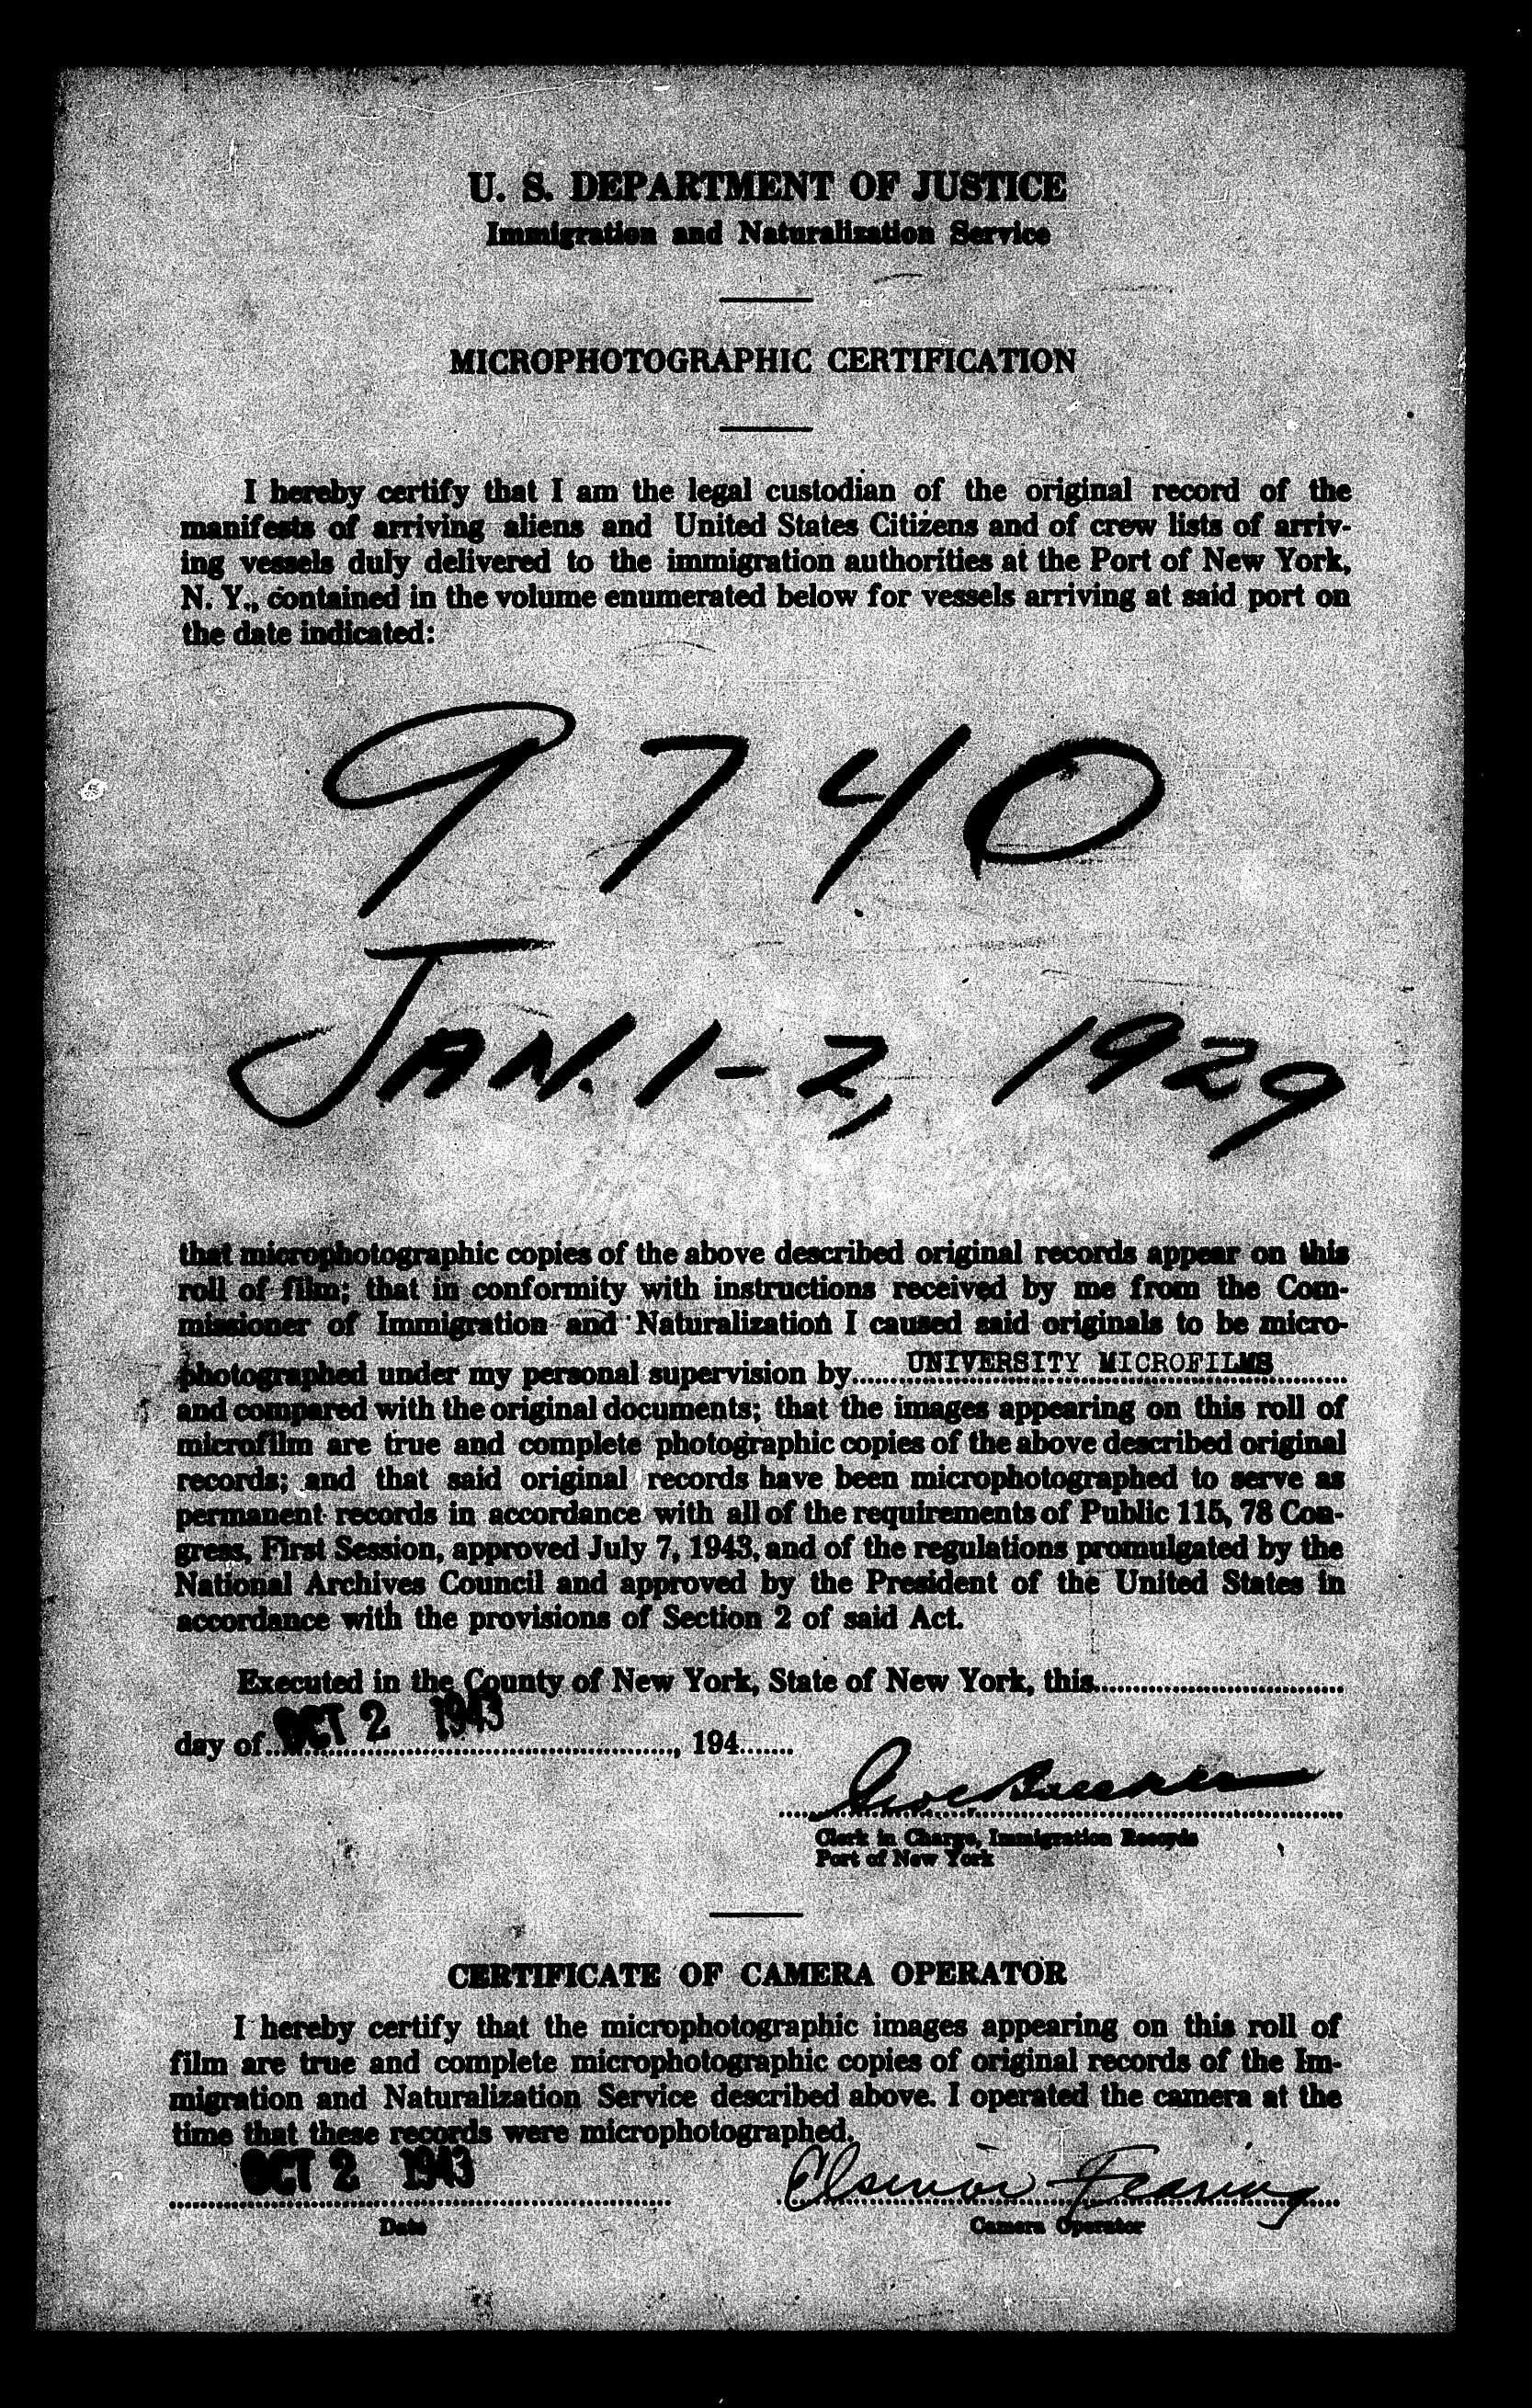 U. S. DEPARTMENT OF JUSTICE
Immigration and Naturalization Service
MICROPHOTOGRAPHIC CERTIFICATION
I hereby certify that I am the legal custodian of the original record of the
manifests of arriving aliens and United States Citizens and of crew lists of arriv-
ing vessels duly delivered to the immigration authorities at the Port of New York,
N. Y., contained in the volume enumerated below for vessels arriving at said port on
the date indicated:
9740
JAN. 1-2, 1929
that microphotographic copies of the above described original records appear on this
roll of film; that in conformity with instructions received by me from the Com-
missioner of Immigration and Naturalization I caused said originals to be micro-
photographed under my personal supervision by UNIVERSITY MICROFILMS
and compared with the original documents; that the images appearing on this roll of
microfilm are true and complete photographic copies of the above described original
records; and that said original records have been microphotographed to serve as
permanent records in accordance with all of the requirements of Public 115, 78 Con-
gress, First Session, approved July 7, 1943, and of the regulations promulgated by the
National Archives Council and approved by the President of the United States in
accordance with the provisions of Section 2 of said Act.
Executed in the County of New York, State of New York, this
day of OCT 2 1943, 194
Clerk in Charge, Immigration Records
Port of New York
CERTIFICATE OF CAMERA OPERATOR
I hereby certify that the microphotographic images appearing on this roll of
film are true and complete microphotographic copies of original records of the Im-
migration and Naturalization Service described above. I operated the camera at the
time that these records were microphotographed.
OCT 2 1943 Elsinor Fearing
Date Camera Operator